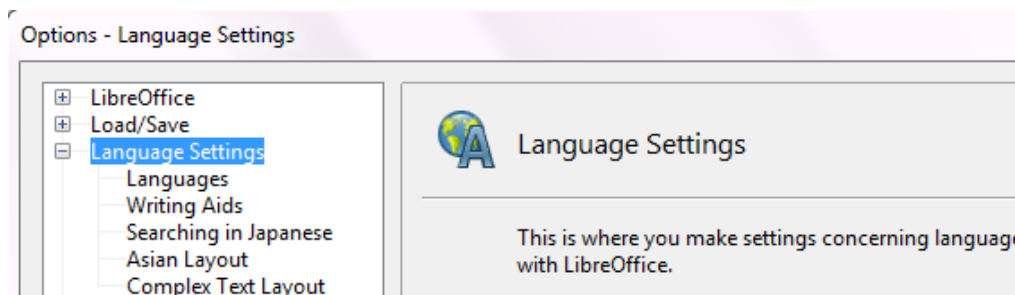 Options - Language Settings
LibreOffice
Load/Save
Language Settings
Languages
Writing Aids
Searching in Japanese
Asian Layout
Complex Text Layout
Language Settings
This is where you make settings concerning language
with LibreOffice.